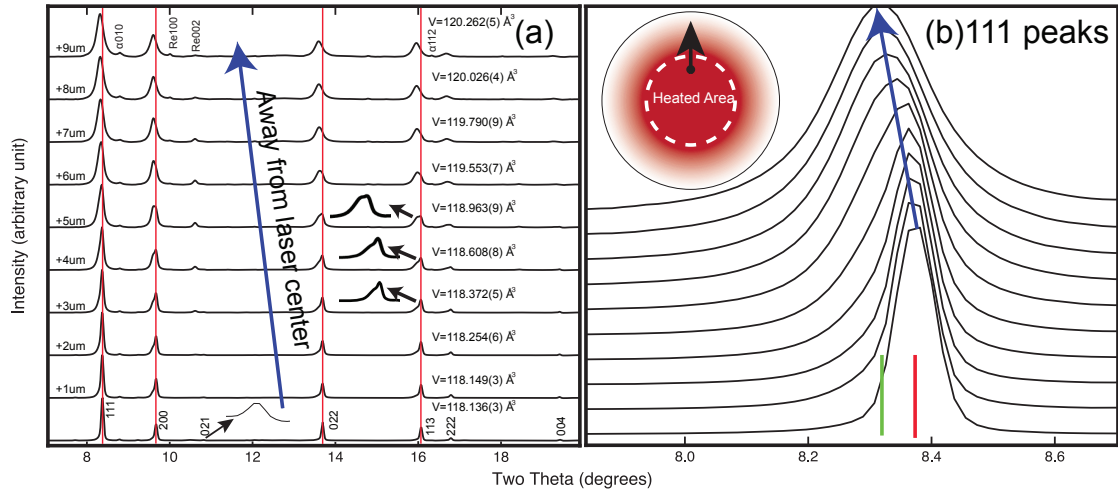 (a)
V=120.262(5) Å³
+9um
α010
Re100
Re002
α112
+8um
V=120.026(4) Å³
+7um
V=119.790(9) Å³
+6um
V=119.553(7) Å³
+5um
V=118.963(9) Å³
+4um
V=118.608(8) Å³
+3um
V=118.372(5) Å³
+2um
V=118.254(6) Å³
+1um
V=118.149(3) Å³
V=118.136(3) Å³
Away from laser center
111
200
021
022
113
222
004
8
10
12
14
16
18
Intensity (arbitrary unit)
(b)111 peaks
Heated Area
8.0
8.2
8.4
8.6
Two Theta (degrees)